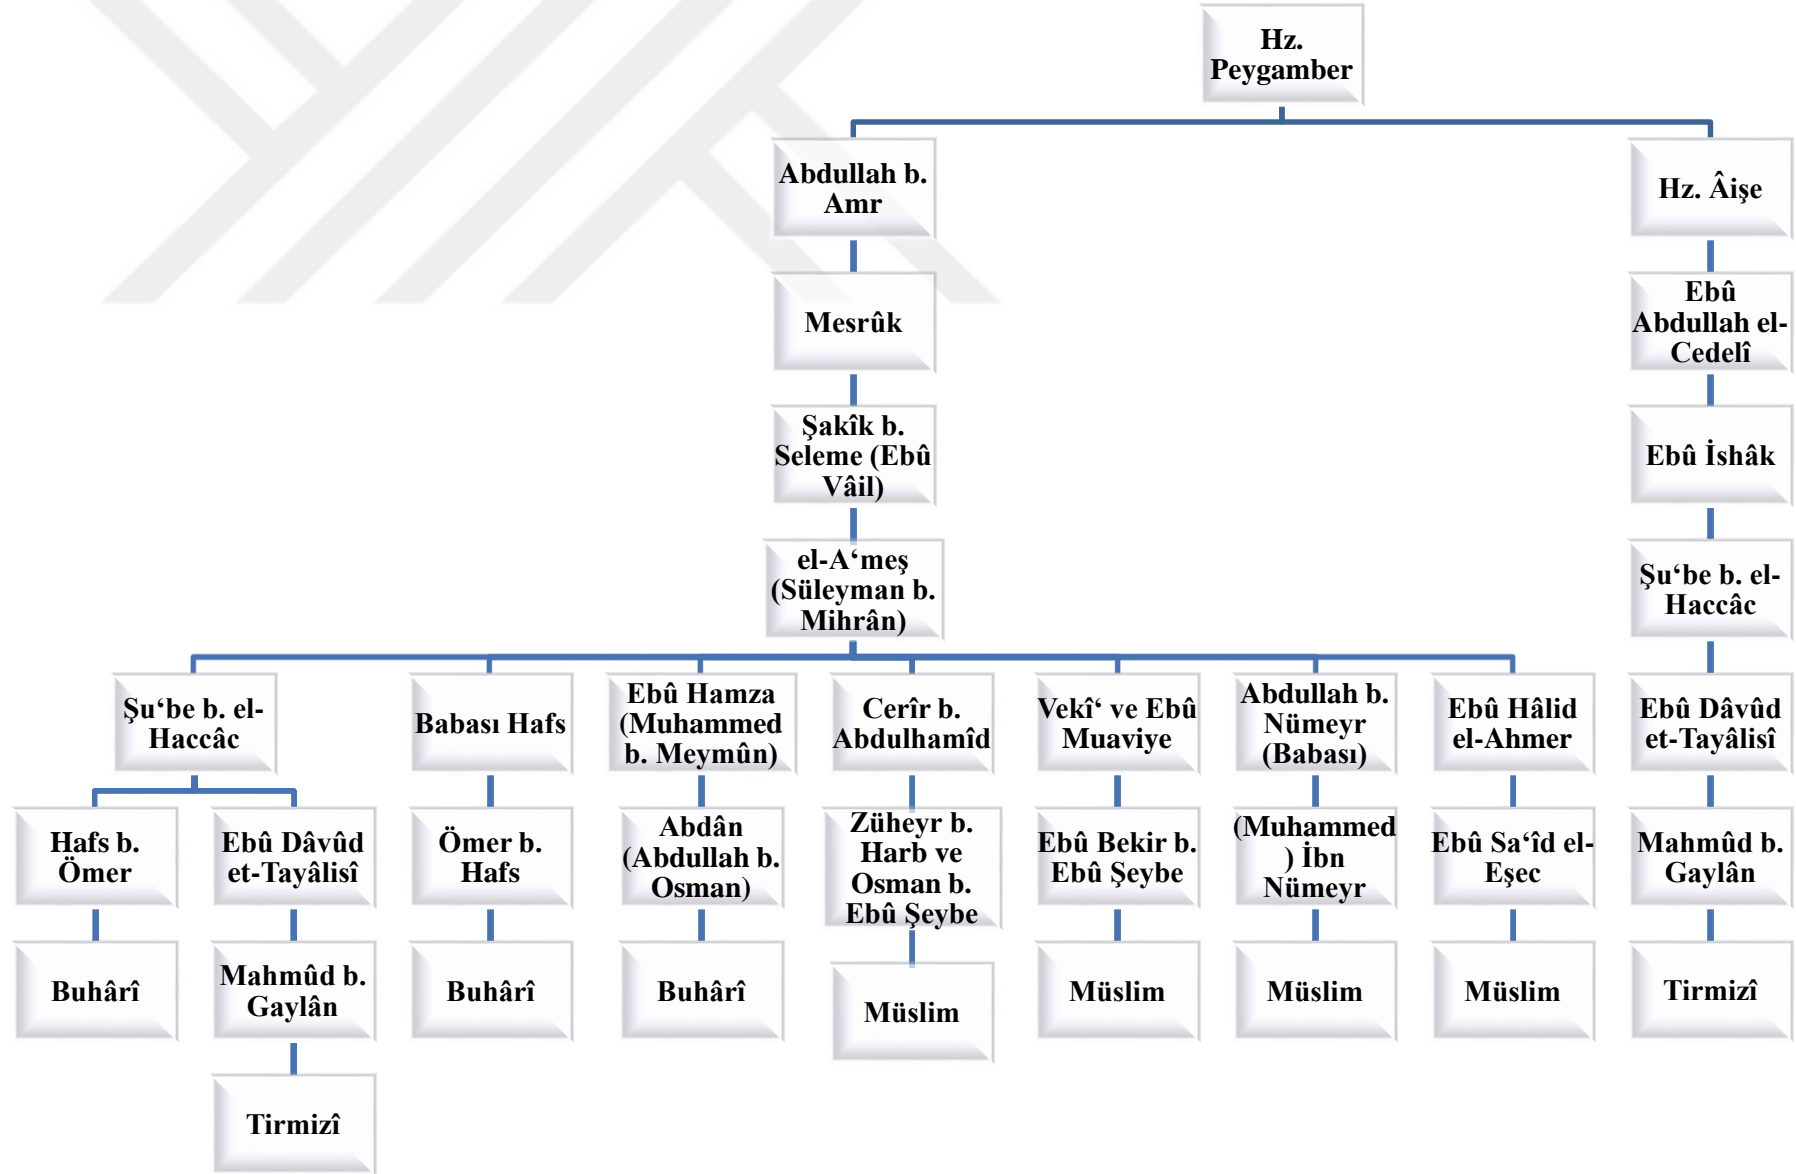 Hz.
Peygamber
Abdullah b.
Amr
Hz. Âişe
Mesrûk
Ebû
Abdullah el-
Cedelî
Şakîk b.
Seleme (Ebû
Vâil)
Ebû İshâk
el-A‘meş
(Süleyman b.
Mihrân)
Şu‘be b. el-
Haccâc
Şu‘be b. el-
Haccâc
Babası Hafs
Ebû Hamza
(Muhammed
b. Meymûn)
Cerîr b.
Abdulhamîd
Vekî‘ ve Ebû
Muaviye
Abdullah b.
Nümeyr
(Babası)
Ebû Hâlid
el-Ahmer
Ebû Dâvûd
et-Tayâlisî
Hafs b.
Ömer
Ebû Dâvûd
et-Tayâlisî
Ömer b.
Hafs
Abdân
(Abdullah b.
Osman)
Züheyr b.
Harb ve
Osman b.
Ebû Şeybe
Ebû Bekir b.
Ebû Şeybe
(Muhammed
) İbn
Nümeyr
Ebû Sa‘îd el-
Eşec
Mahmûd b.
Gaylân
Buhârî
Mahmûd b.
Gaylân
Buhârî
Buhârî
Müslim
Müslim
Müslim
Müslim
Tirmizî
Tirmizî